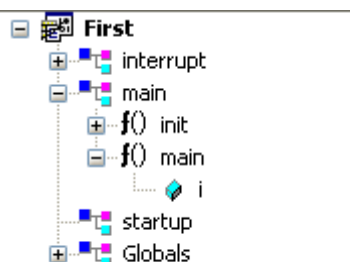 First
interrupt
main
f() init
f() main
i
startup
Globals